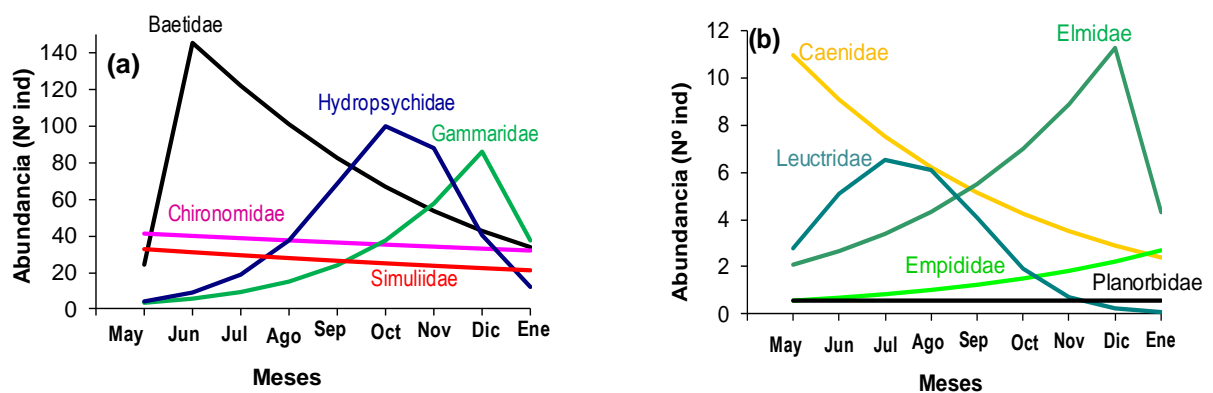 (a)
Baetidae
Hydropsychidae
Gammaridae
Chironomidae
Simuliidae
Abundancia (Nº ind)
140
120
100
80
60
40
20
0
May Jun Jul Ago Sep Oct Nov Dic Ene
Meses
(b)
Caenidae
Elmidae
Leuctridae
Empididae
Planorbidae
Abundancia (Nº ind)
12
10
8
6
4
2
0
May Jun Jul Ago Sep Oct Nov Dic Ene
Meses